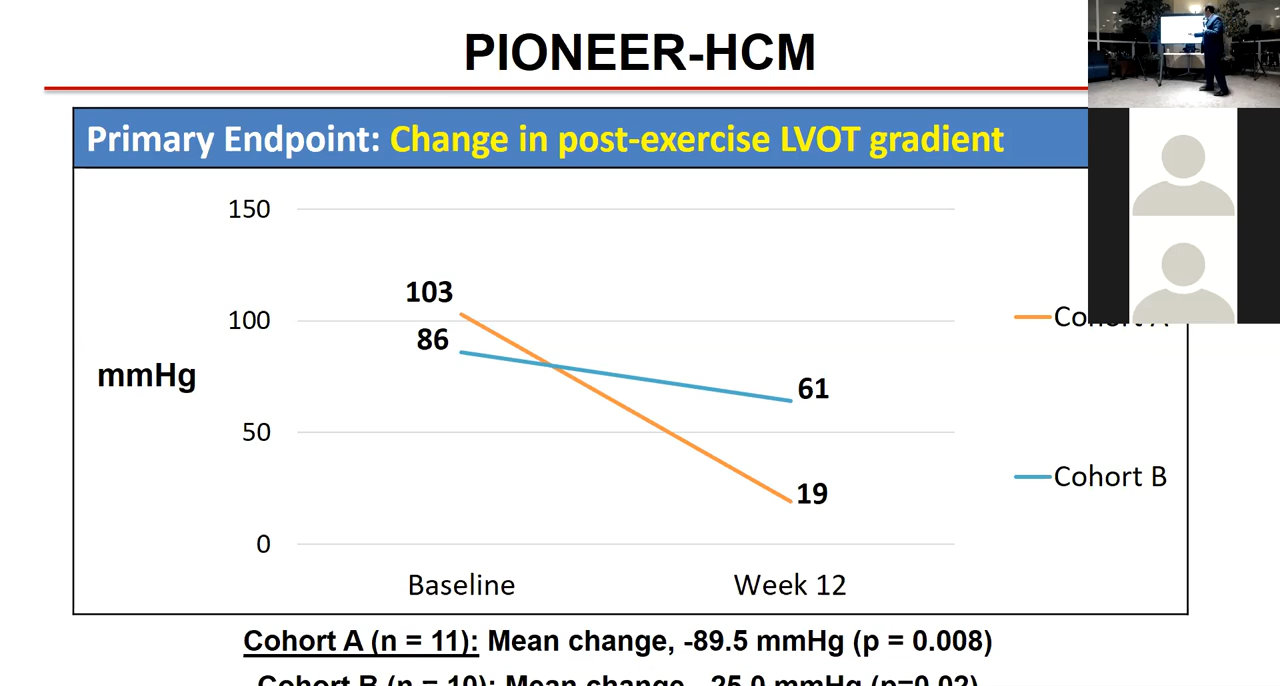 PIONEER-HCM
Primary Endpoint: Change in post-exercise LVOT gradient
150
103
100
86
mmHg
61
50
19
0
Baseline
Week 12
Cohort A
Cohort B
Cohort A (n = 11): Mean change, -89.5 mmHg (p = 0.008)
Cohort B (n = 10): Mean change, -25.0 mmHg (p=0.02)